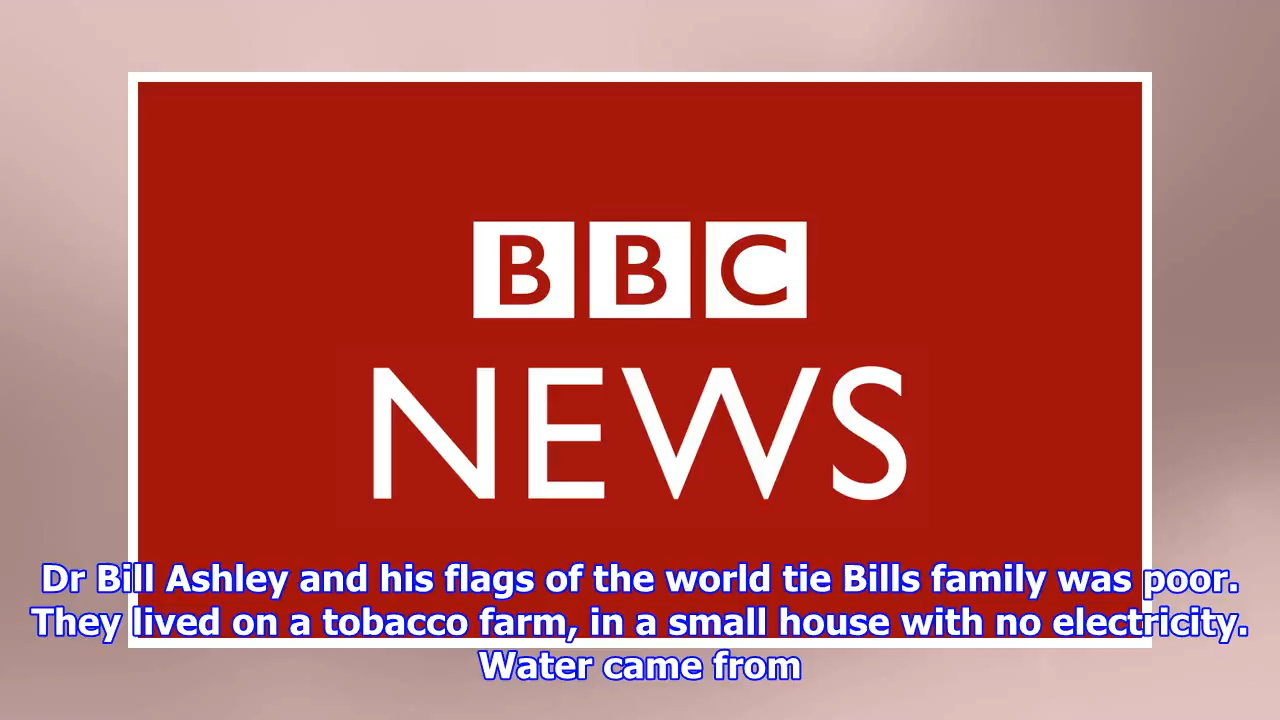 BBC
NEWS
Dr Bill Ashley and his flags of the world tie Bills family was poor.
They lived on a tobacco farm, in a small house with no electricity.
Water came from